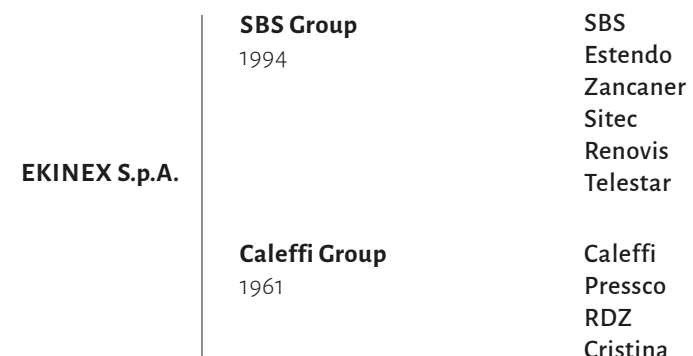 EKINEX S.p.A.
SBS Group
1994
SBS
Estendo
Zancaner
Sitec
Renovis
Telestar
Caleffi Group
1961
Caleffi
Pressco
RDZ
Cristina